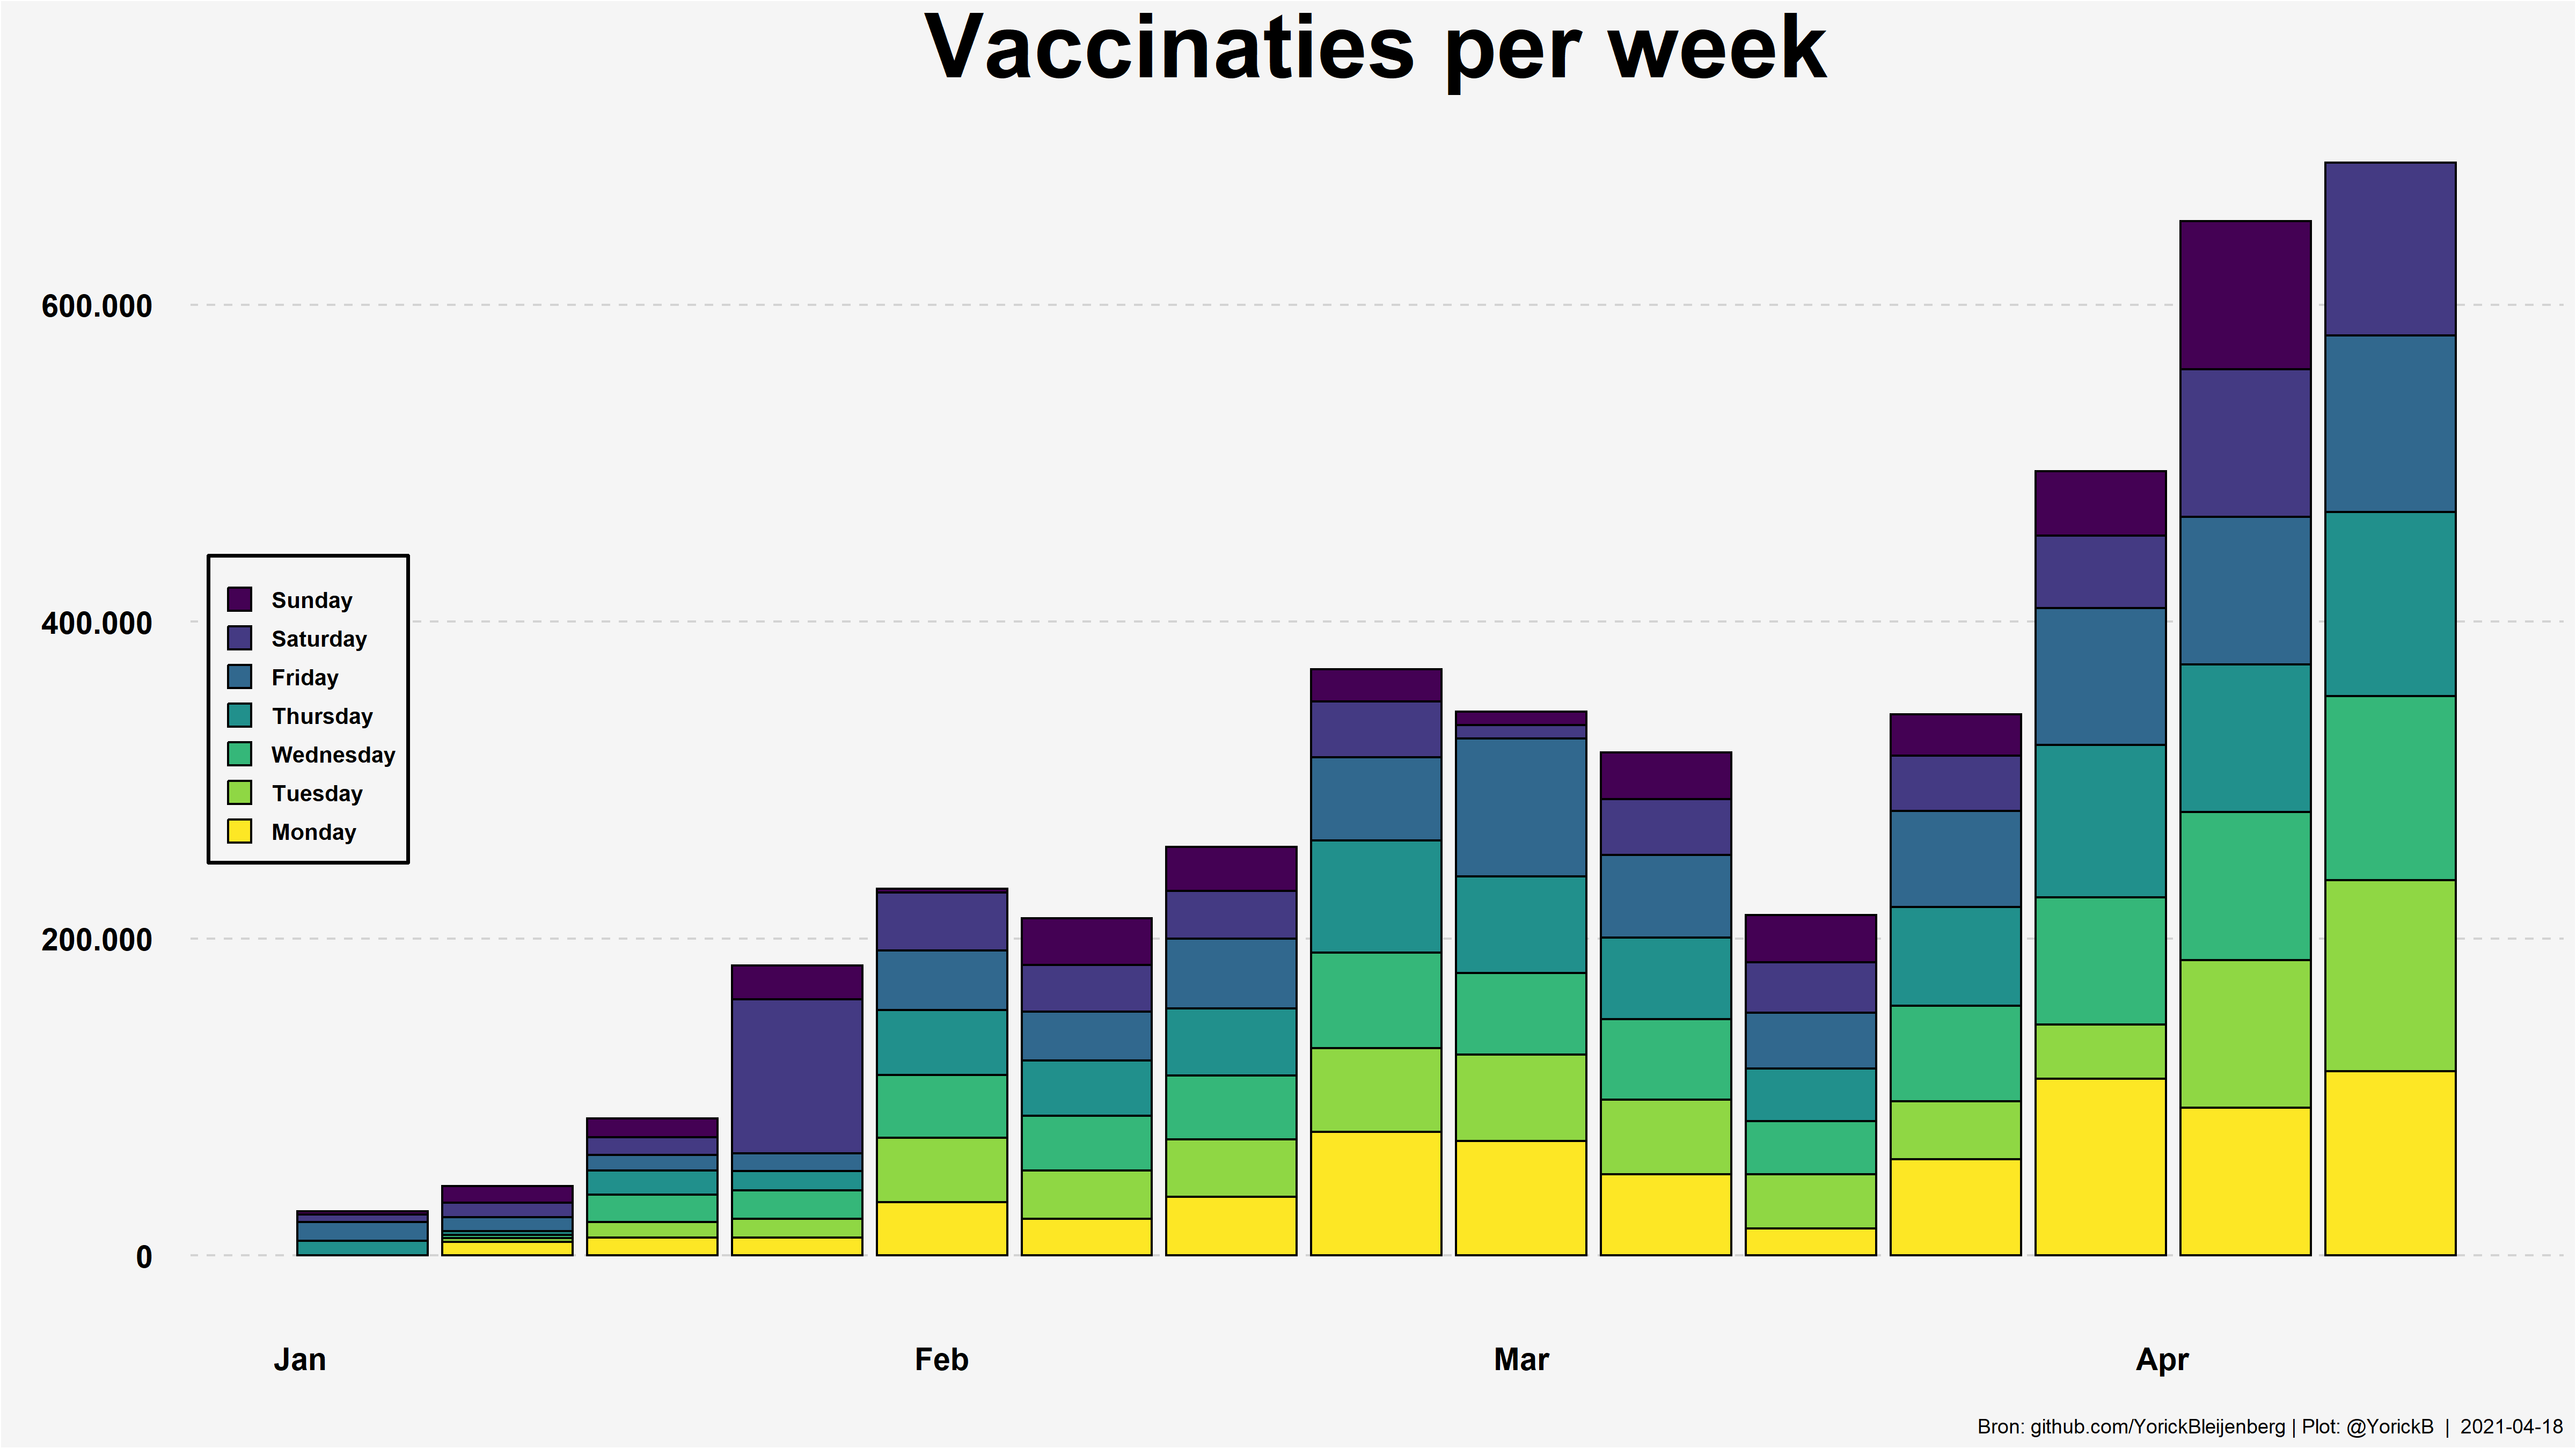 Vaccinaties per week
600.000
400.000
200.000
0
Sunday
Saturday
Friday
Thursday
Wednesday
Tuesday
Monday
Jan Feb Mar Apr
Bron: github.com/YorickBleijenberg | Plot: @YorickB | 2021-04-18